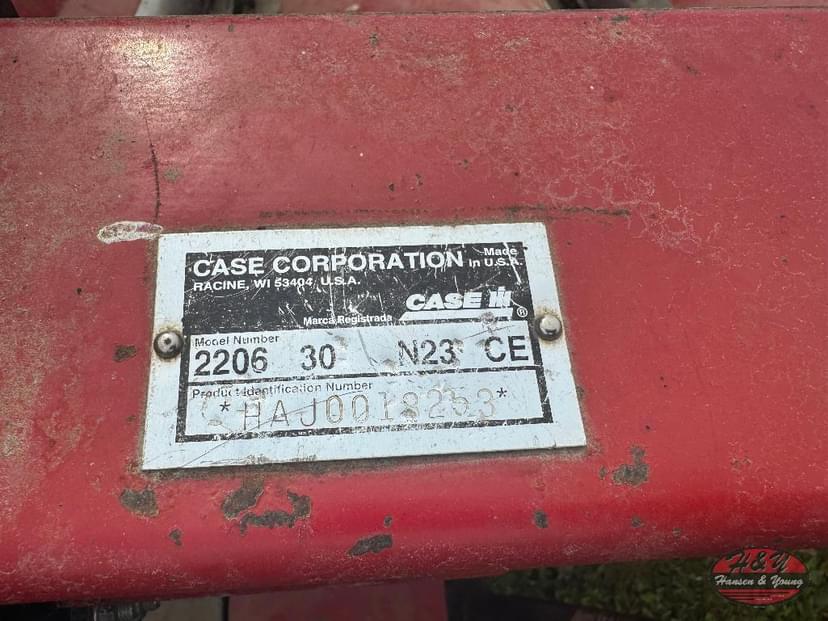 CASE CORPORATION Made in U.S.A.
RACINE, WI 53404 U.S.A.
CASE IH ®
Marca Registrada
Model Number
2206 30 N23 CE
Product Identification Number
*HAJ0018253*
H&Y
Hansen & Young